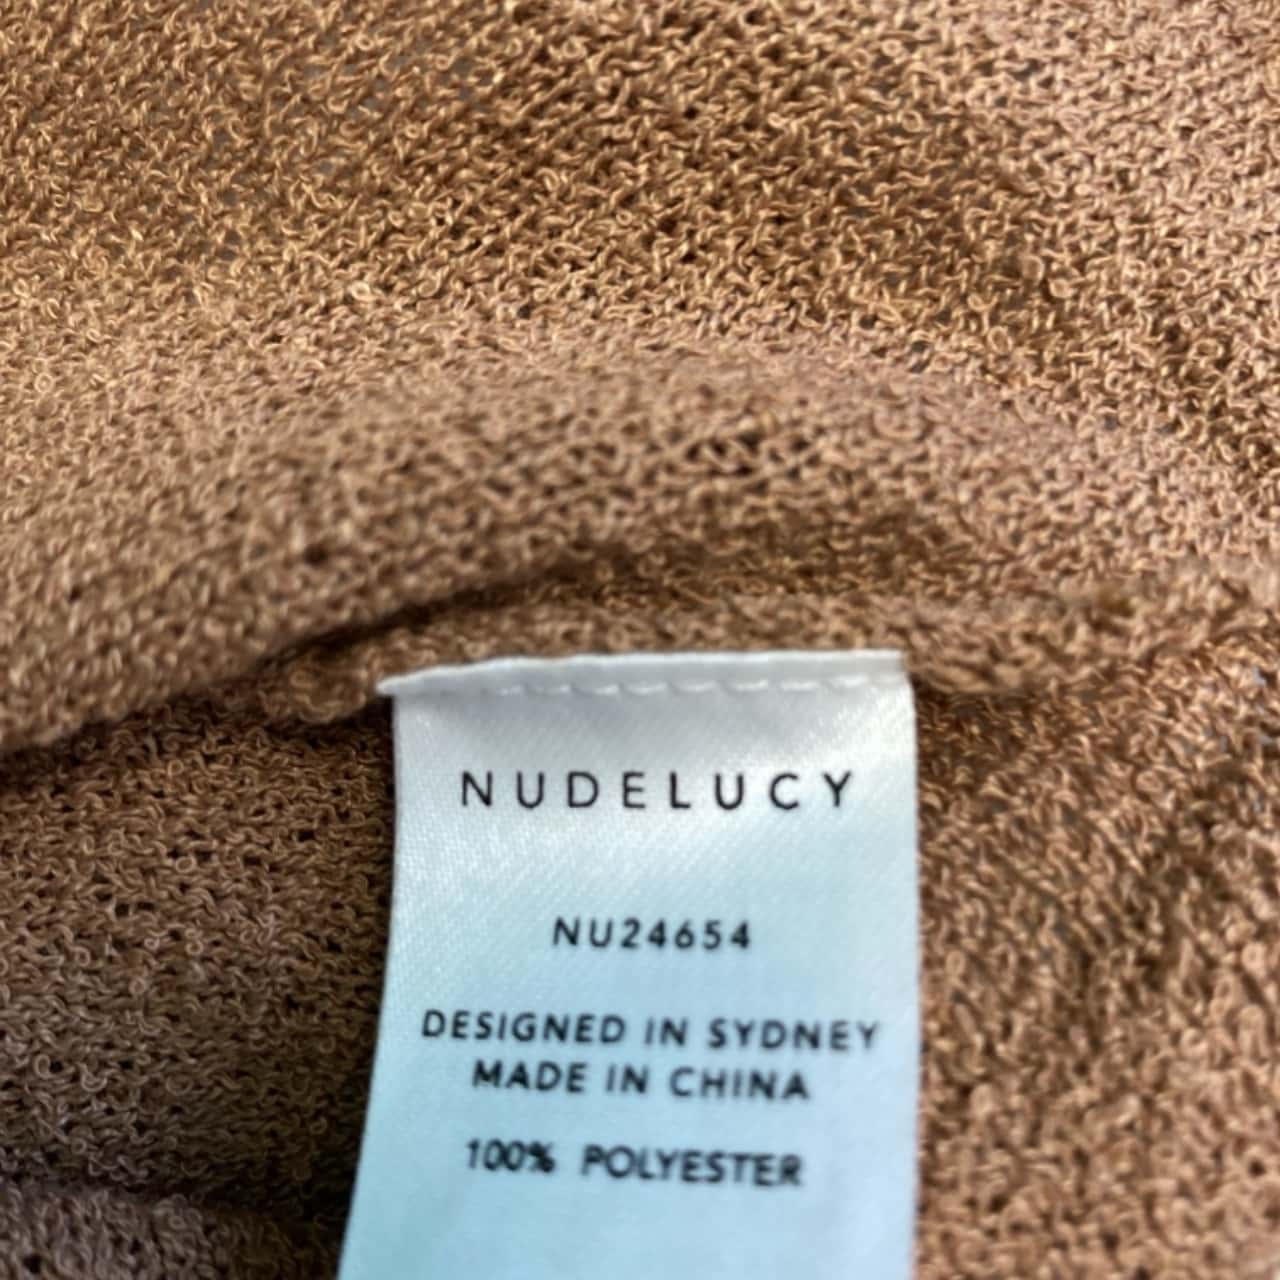 NUDELUCY
NU24654
DESIGNED IN SYDNEY
MADE IN CHINA
100% POLYESTER